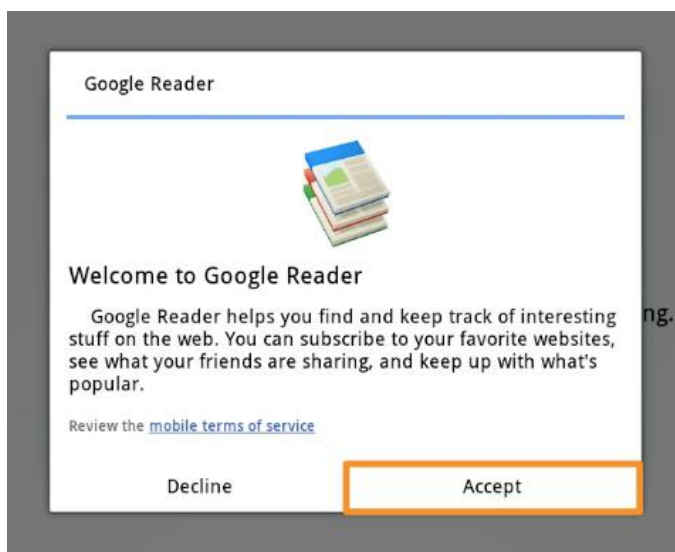 Google Reader
Welcome to Google Reader
Google Reader helps you find and keep track of interesting
stuff on the web. You can subscribe to your favorite websites,
see what your friends are sharing, and keep up with what's
popular.
ng.
Review the mobile terms of service
Decline
Accept